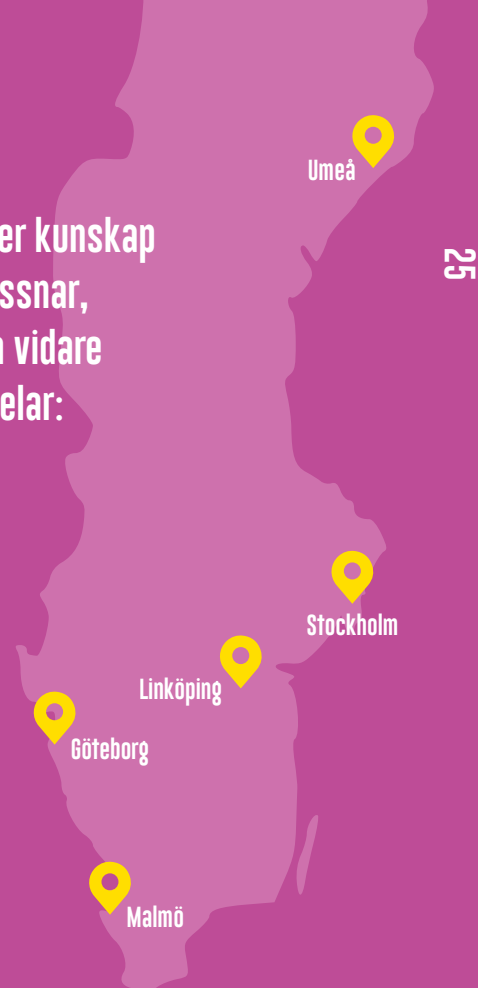 Umeå
er kunskap
ssnar,
vidare
elar:
25
Stockholm
Linköping
Göteborg
Malmö